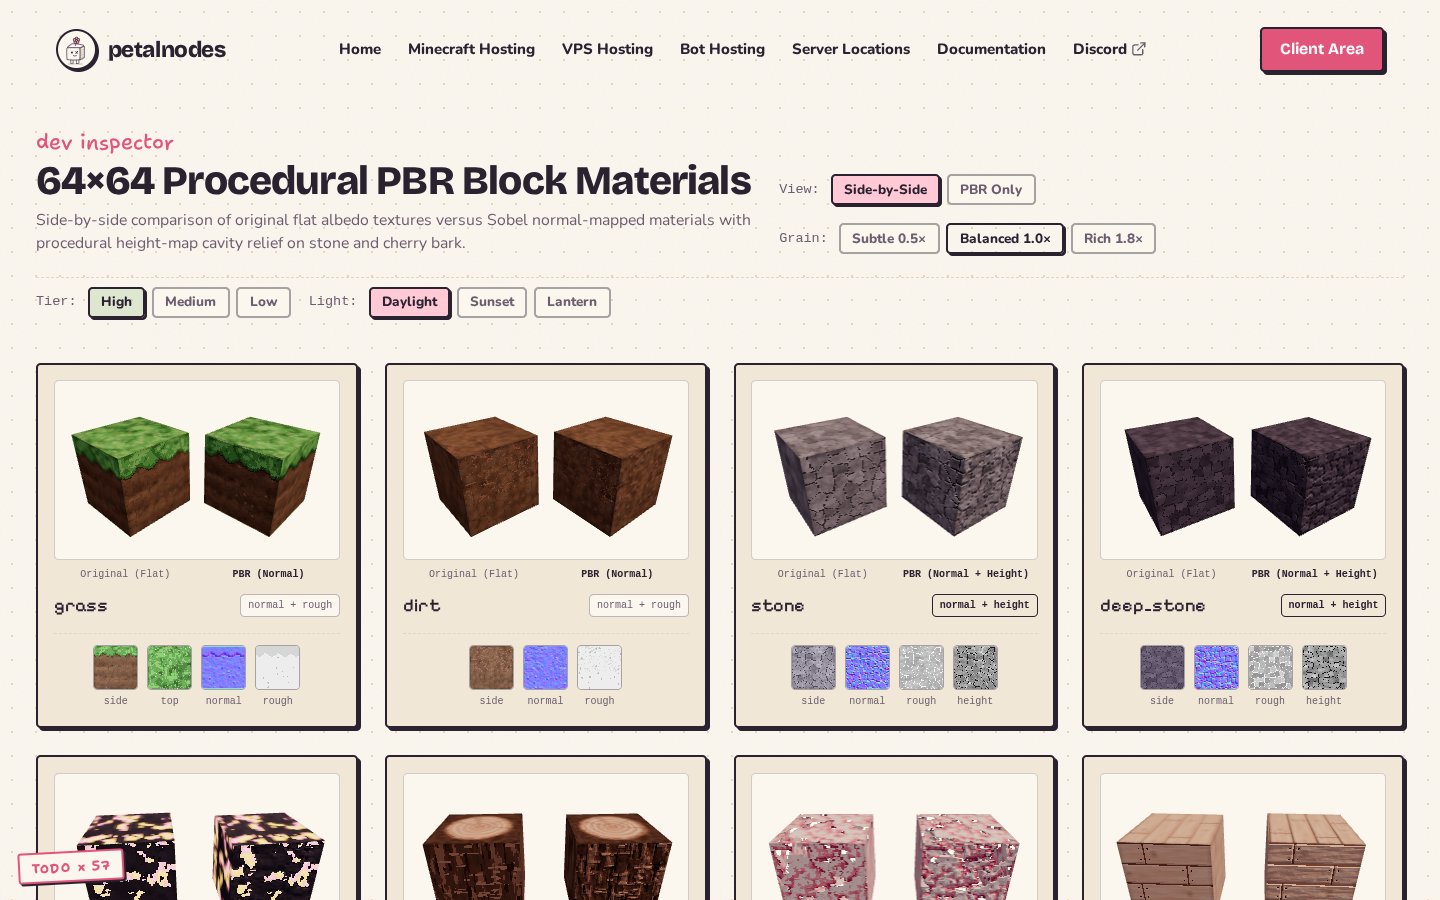 petalnodes
Home
Minecraft Hosting
VPS Hosting
Bot Hosting
Server Locations
Documentation
Discord
Client Area
dev inspector
64×64 Procedural PBR Block Materials
Side-by-side comparison of original flat albedo textures versus Sobel normal-mapped materials with
procedural height-map cavity relief on stone and cherry bark.
View: Side-by-Side PBR Only
Grain: Subtle 0.5× Balanced 1.0× Rich 1.8×
Tier: High Medium Low Light: Daylight Sunset Lantern
Original (Flat) PBR (Normal)
grass normal + rough
side top normal rough
Original (Flat) PBR (Normal)
dirt normal + rough
side normal rough
Original (Flat) PBR (Normal + Height)
stone normal + height
side normal rough height
Original (Flat) PBR (Normal + Height)
deep_stone normal + height
side normal rough height
TODO x 57